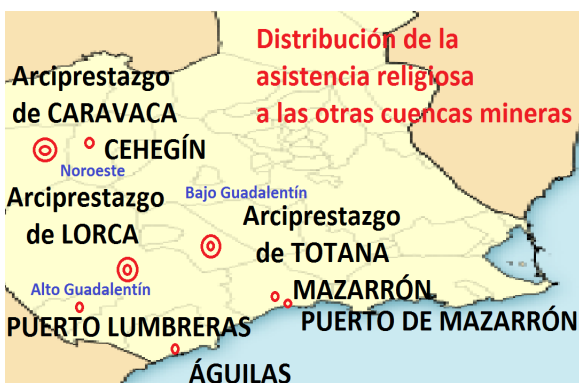 Distribución de la
asistencia religiosa
a las otras cuencas mineras
Arciprestazgo
de CARAVACA
CEHEGÍN
Noroeste
Arciprestazgo
de LORCA
Bajo Guadalentín
Arciprestazgo
de TOTANA
Alto Guadalentín
MAZARRÓN
PUERTO LUMBRERAS
PUERTO DE MAZARRÓN
ÁGUILAS